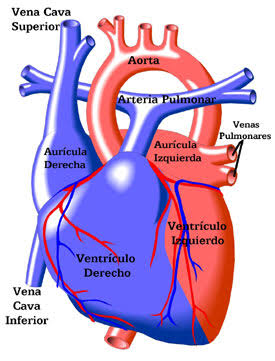 Vena Cava
Superior
Aorta
Arteria Pulmonar
Venas
Pulmonares
Aurícula
Derecha
Aurícula
Izquierda
Ventrículo
Izquierdo
Ventrículo
Derecho
Vena
Cava
Inferior